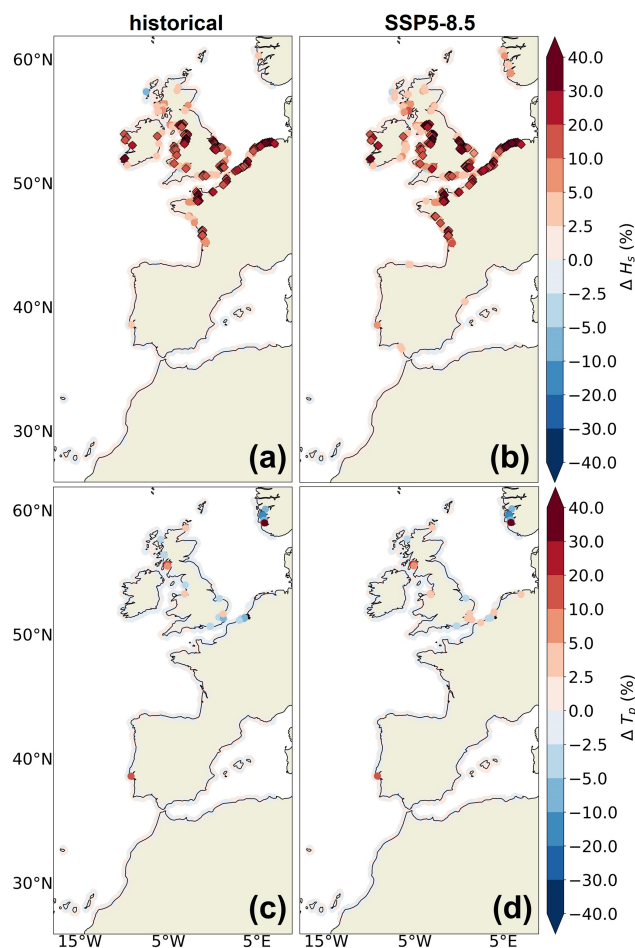 historical
SSP5-8.5
60°N
50°N
40°N
30°N
(a)
(b)
40.0
30.0
20.0
10.0
5.0
2.5
0.0
−2.5
−5.0
−10.0
−20.0
−30.0
−40.0
Δ Hs (%)
60°N
50°N
40°N
30°N
(c)
(d)
15°W
5°W
5°E
15°W
5°W
5°E
40.0
30.0
20.0
10.0
5.0
2.5
0.0
−2.5
−5.0
−10.0
−20.0
−30.0
−40.0
Δ Tp (%)